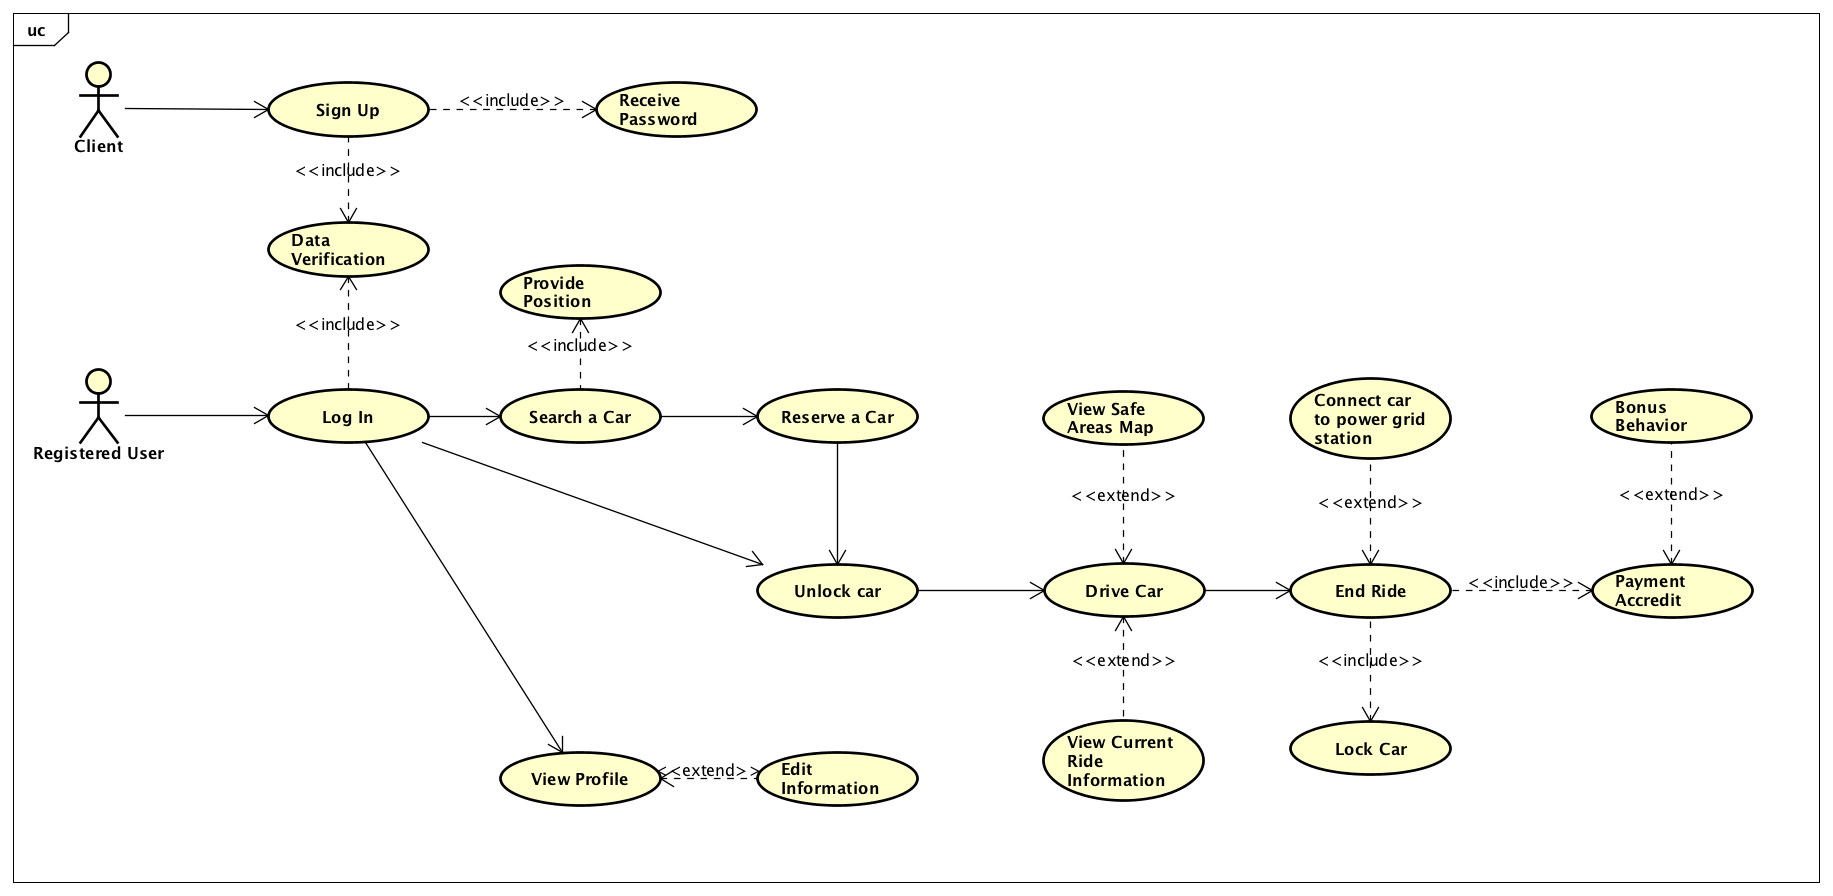 uc
Sign Up
<<include>>
Receive
Password
Client
<<include>>
Data
Verification
Provide
Position
<<include>>
<<include>>
Registered User
Log In
Search a Car
Reserve a Car
View Safe
Areas Map
Connect car
to power grid
station
Bonus
Behavior
<<extend>>
<<extend>>
<<extend>>
Unlock car
Drive Car
End Ride
<<include>>
Payment
Accredit
<<extend>>
<<include>>
View Current
Ride
Information
Lock Car
View Profile
<<extend>>
Edit
Information